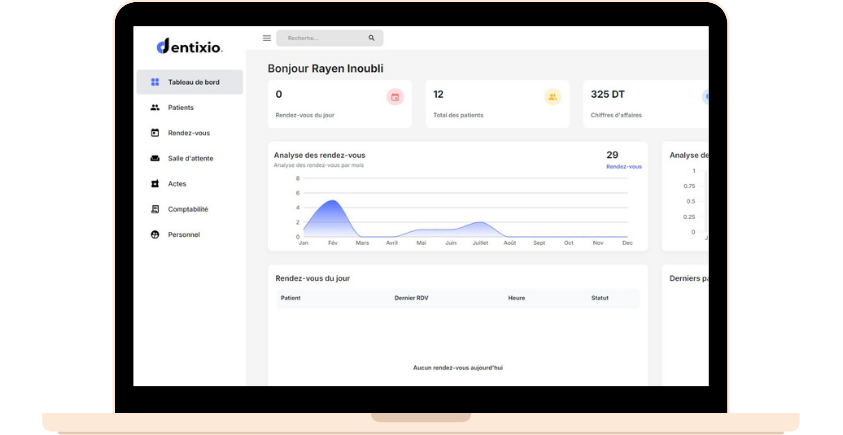 dentixio.
Recherhe...
Tableau de bord
Patients
Rendez-vous
Salle d'attente
Actes
Comptabilité
Personnel
Bonjour Rayen Inoubli
0
Rendez-vous du jour
12
Total des patients
325 DT
Chiffres d'affaires
Analyse des rendez-vous
Analyse des rendez-vous par mois
29
Rendez-vous
8
6
4
2
0
Jan Fév Mars Avril Mai Juin Juillet Août Sept Oct Nov Dec
Analyse de
1
0.75
0.5
0.25
0
Rendez-vous du jour
Patient Dernier RDV Heure Statut
Aucun rendez-vous aujourd'hui
Derniers pa